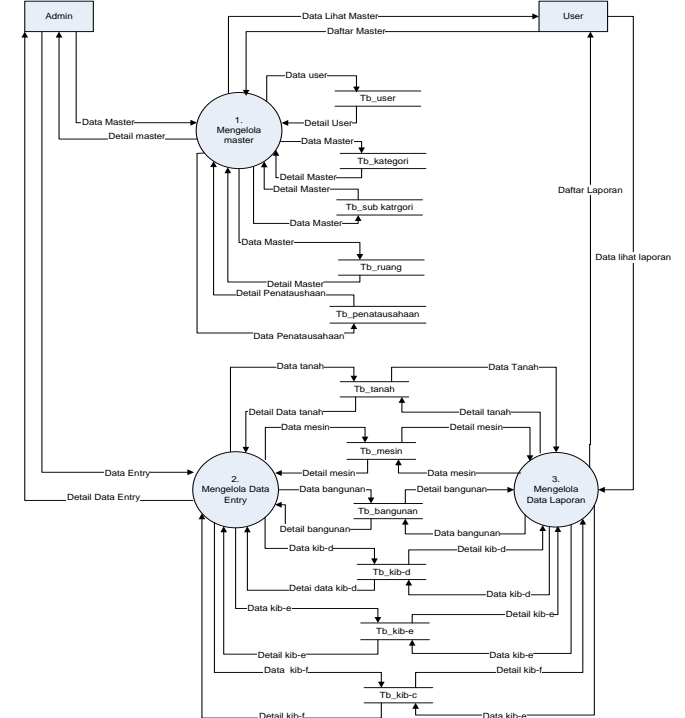 Admin
Data Lihat Master
User
Daftar Master
Data user
Tb_user
Data Master
1.
Mengelola
master
Detail User
Detail master
Data Master
Tb_kategori
Detail Master
Detail Master
Daftar Laporan
Tb_sub katrgori
Data Master
Data Master
Data lihat laporan
Tb_ruang
Detail Master
Detail Penataushaan
Tb_penatausahaan
Data Penatausahaan
Data tanah
Data Tanah
Tb_tanah
Detail Data tanah
Detail tanah
Data mesin
Detail mesin
Tb_mesin
Data Entry
2.
Mengelola Data
Entry
Detail mesin
Data mesin
3.
Mengelola
Data Laporan
Data bangunan
Detail bangunan
Detail Data Entry
Tb_bangunan
Detail bangunan
Data bangunan
Data kib-d
Detail kib-d
Tb_kib-d
Detai data kib-d
Data kib-d
Data kib-e
Detail kib-e
Tb_kib-e
Detail kib-e
Data kib-e
Data kib-f
Detail kib-f
Tb_kib-c
Detail kib-f
Data kib-e